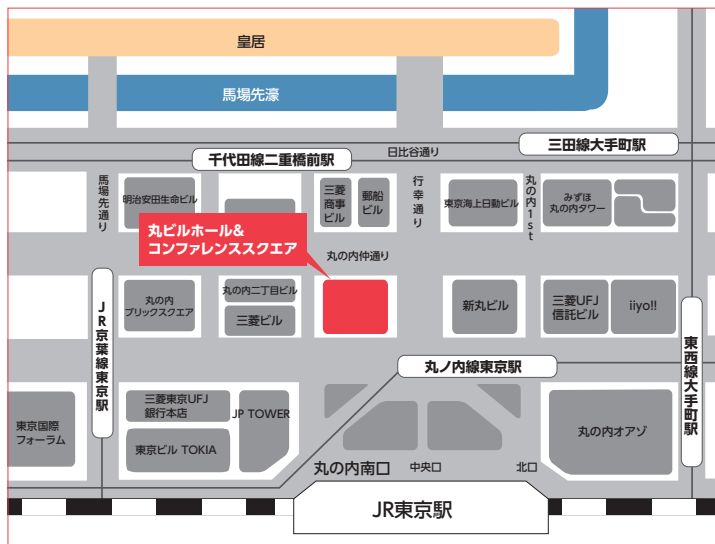 皇居
馬場先濠
日比谷通り
三田線大手町駅
千代田線二重橋前駅
馬場先通り
明治安田生命ビル
三菱
商事
ビル
郵船
ビル
行幸通り
東京海上日動ビル
丸の内1st
みずほ
丸の内タワー
丸ビルホール&
コンファレンススクエア
丸の内仲通り
JR京葉線東京駅
丸の内
ブリックスクエア
丸の内二丁目ビル
三菱ビル
新丸ビル
三菱UFJ
信託ビル
iiyo!!
東西線大手町駅
丸ノ内線東京駅
東京国際
フォーラム
三菱東京UFJ
銀行本店
JP TOWER
東京ビル TOKIA
丸の内オアゾ
丸の内南口
中央口
北口
JR東京駅